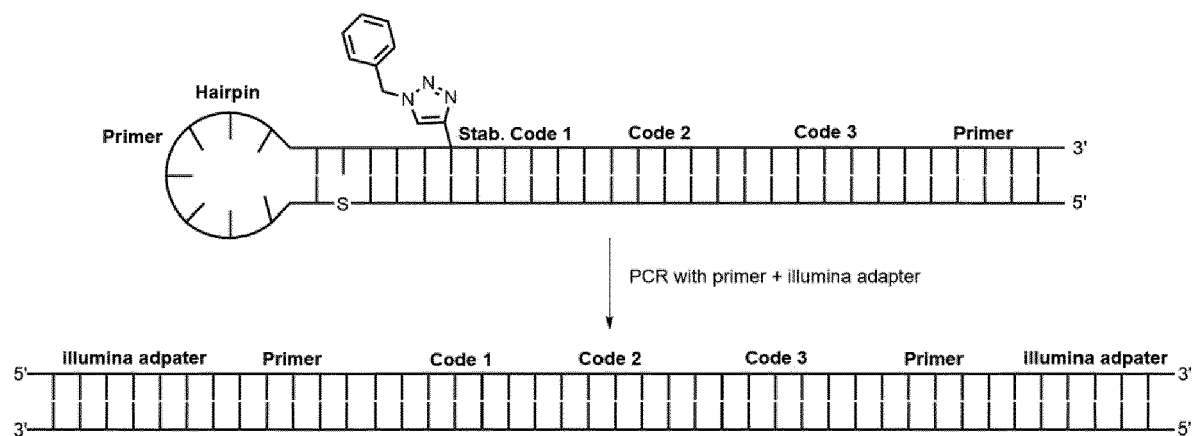 Hairpin
Primer
N
N
N
Stab. Code 1 Code 2 Code 3 Primer
3'
S
5'
PCR with primer + illumina adapter
illumina adpater Primer Code 1 Code 2 Code 3 Primer illumina adpater
5' 3'
3' 5'